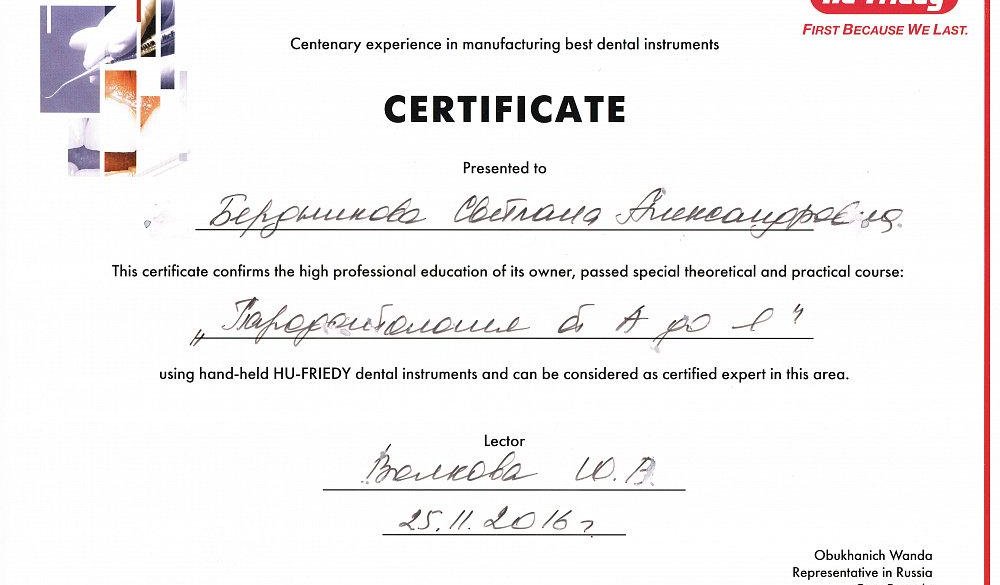 Hu-Friedy
FIRST BECAUSE WE LAST.
Centenary experience in manufacturing best dental instruments
CERTIFICATE
Presented to
Бердникова Светлана Александровна.
This certificate confirms the high professional education of its owner, passed special theoretical and practical course:
„Пародонтология от А до Я"
using hand-held HU-FRIEDY dental instruments and can be considered as certified expert in this area.
Lector
Волкова Ю.В.
25.11.2016 г.
Obukhanich Wanda
Representative in Russia